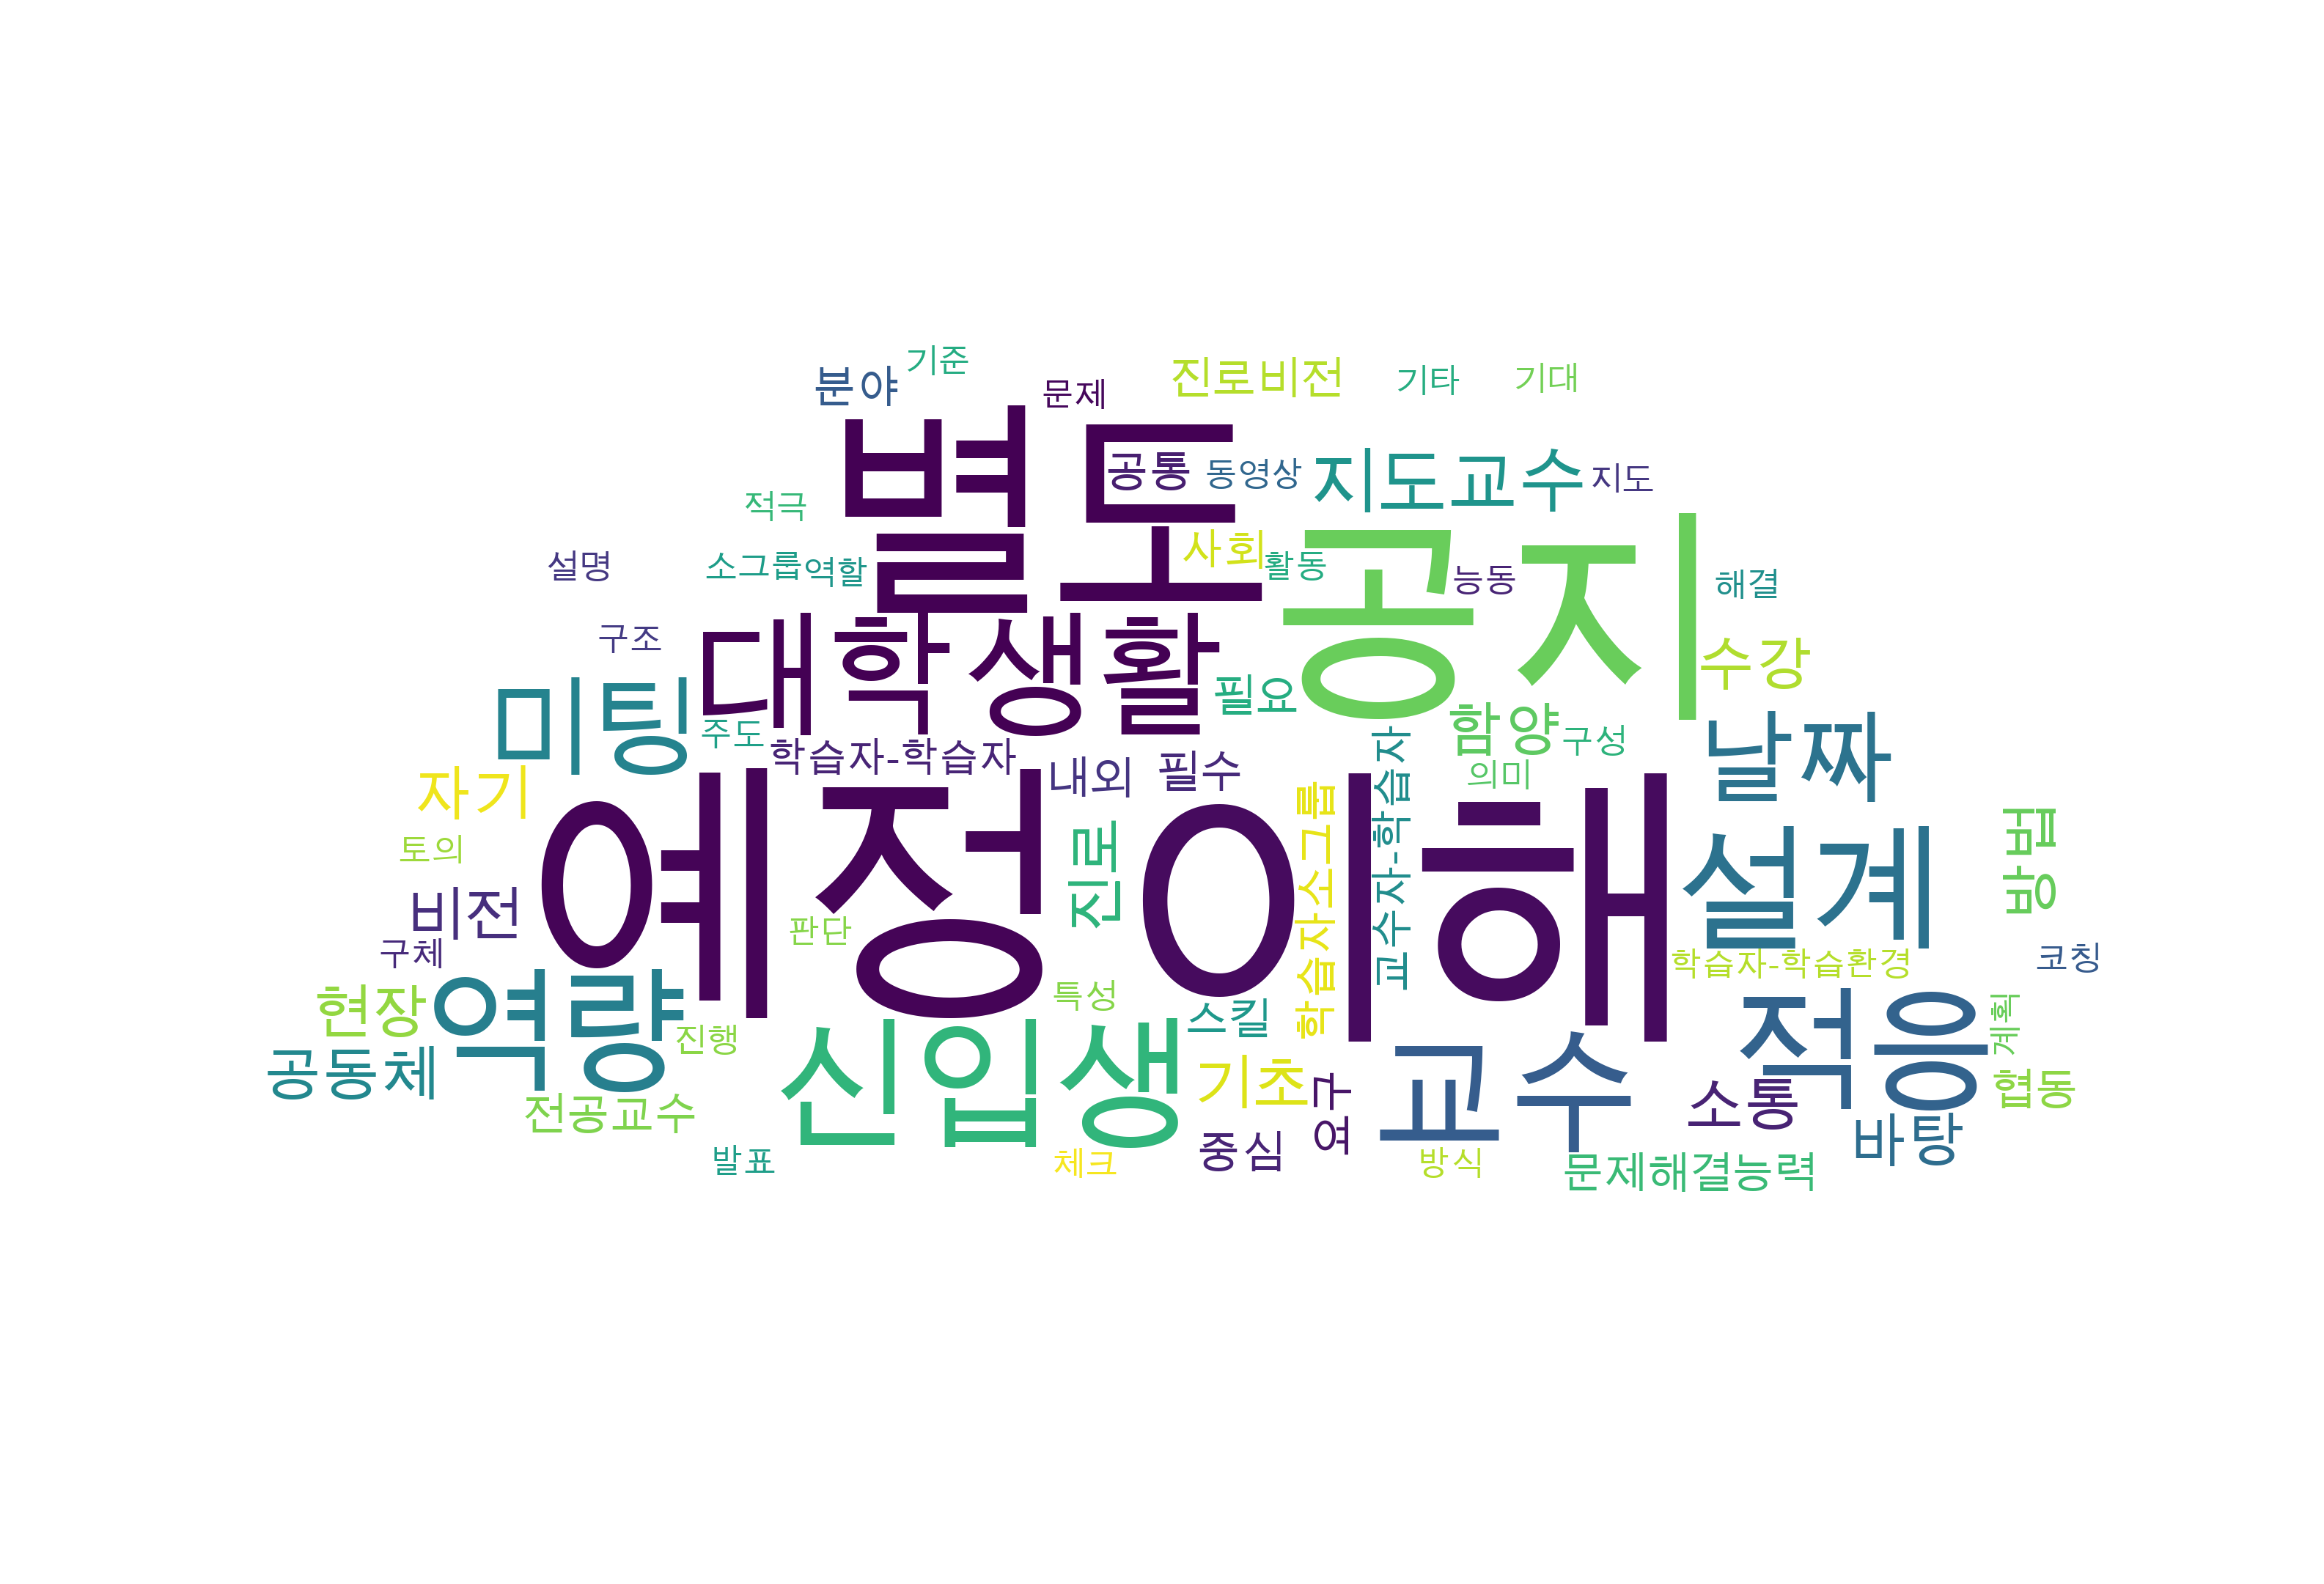 기준
분야
문제
진로비전
기타
기대
별도
공통
동영상
지도교수
지도
적극
공지
설명
소그룹
역할
사회
활동
능동
해결
구조
대학생활
수강
미팅
필요
함양
주도
구성
날짜
학습자-학습자
내외
필수
의미
자기
예정
이해
진로
학습자소그룹
교수자-학습자
토의
설계
방법
비전
판단
구체
학습자-학습환경
코칭
현장
역량
특성
스킬
적응
계획
진행
신입생
공동체
기초
교수
소통
협동
전공교수
여구
바탕
발표
체크
중심
방식
문제해결능력